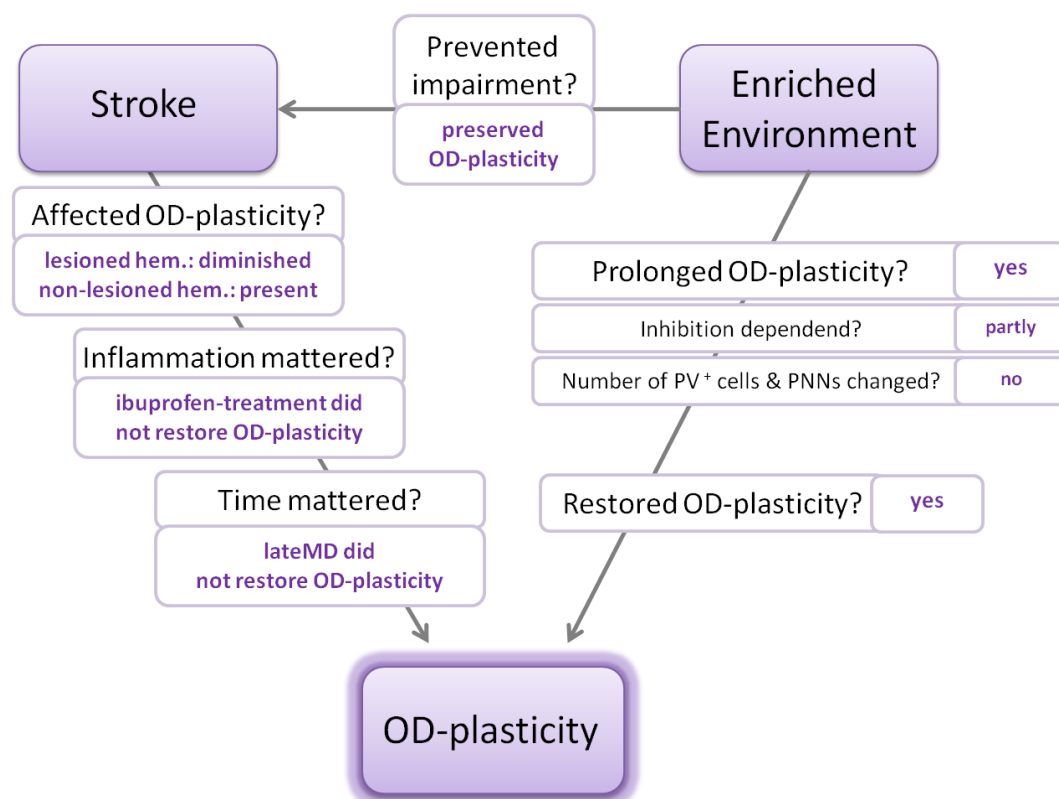 Stroke
Prevented
impairment?
preserved
OD-plasticity
Enriched
Environment
Affected OD-plasticity?
lesioned hem.: diminished
non-lesioned hem.: present
Inflammation mattered?
ibuprofen-treatment did
not restore OD-plasticity
Time mattered?
lateMD did
not restore OD-plasticity
Prolonged OD-plasticity? yes
Inhibition dependend? partly
Number of PV⁺ cells & PNNs changed? no
Restored OD-plasticity? yes
OD-plasticity